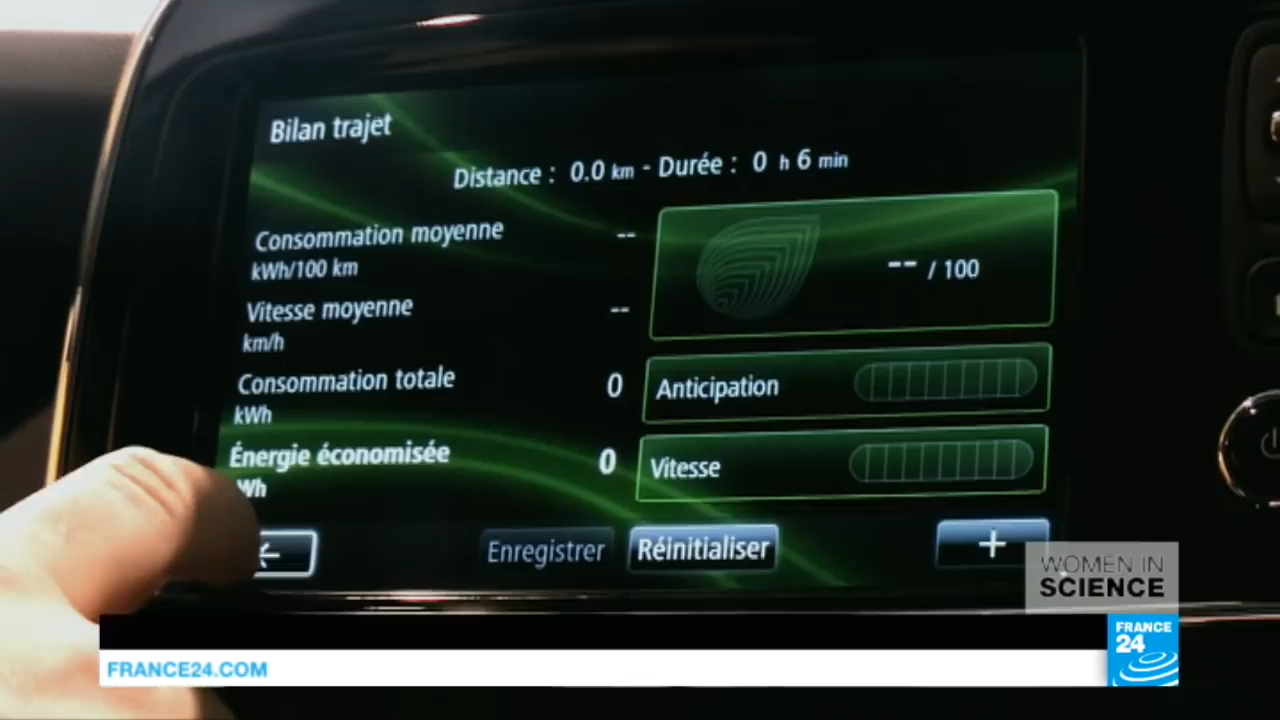 Bilan trajet
Distance : 0.0 km - Durée : 0 h 6 min
Consommation moyenne --
kWh/100 km
-- / 100
Vitesse moyenne --
km/h
Consommation totale 0
kWh
Anticipation
Énergie économisée 0
Wh
Vitesse
Enregistrer
Réinitialiser
+
WOMEN IN
SCIENCE
FRANCE
24
FRANCE24.COM